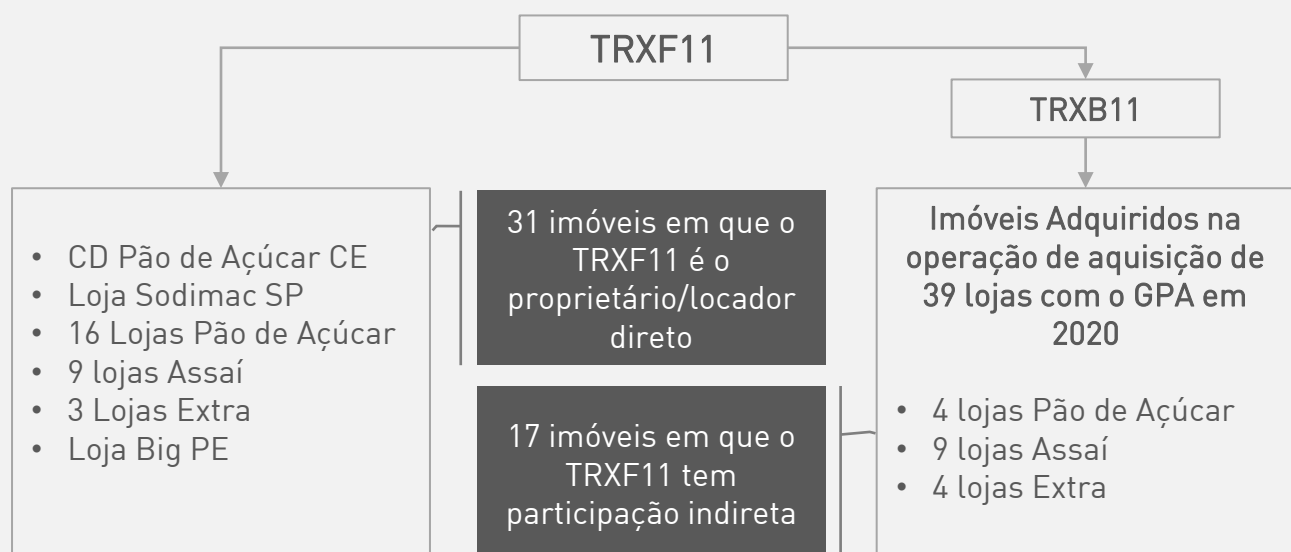 TRXF11
TRXB11
• CD Pão de Açúcar CE
• Loja Sodimac SP
• 16 Lojas Pão de Açúcar
• 9 lojas Assaí
• 3 Lojas Extra
• Loja Big PE
31 imóveis em que o
TRXF11 é o
proprietário/locador
direto
17 imóveis em que o
TRXF11 tem
participação indireta
Imóveis Adquiridos na
operação de aquisição de
39 lojas com o GPA em
2020
• 4 lojas Pão de Açúcar
• 9 lojas Assaí
• 4 lojas Extra